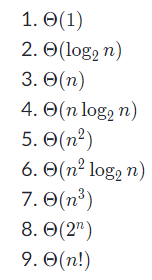 1. Θ(1)
2. Θ(log₂ n)
3. Θ(n)
4. Θ(n log₂ n)
5. Θ(n²)
6. Θ(n² log₂ n)
7. Θ(n³)
8. Θ(2ⁿ)
9. Θ(n!)